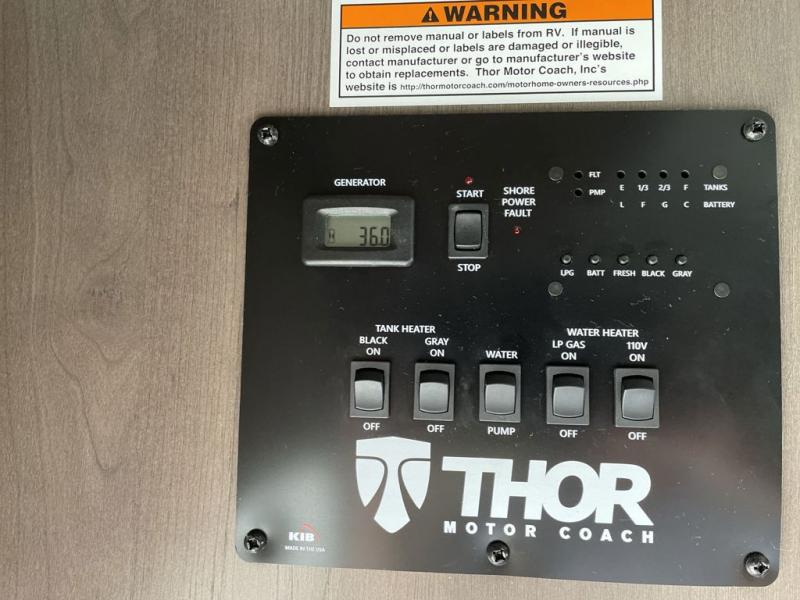 WARNING
Do not remove manual or labels from RV. If manual is
lost or misplaced or labels are damaged or illegible,
contact manufacturer or go to manufacturer's website
to obtain replacements. Thor Motor Coach, Inc's
website is http://thormotorcoach.com/motorhome-owners-resources.php
GENERATOR
36.0
START
STOP
SHORE
POWER
FAULT
FLT
PMP
E 1/3 2/3 F TANKS
L F G C BATTERY
LPG BATT FRESH BLACK GRAY
TANK HEATER
BLACK
ON
OFF
GRAY
ON
OFF
WATER
PUMP
WATER HEATER
LP GAS
ON
OFF
110V
ON
OFF
THOR
MOTOR COACH
KIB
MADE IN THE USA